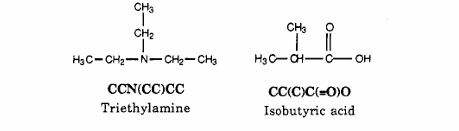 CH₃
CH₂
H₃C—CH₂—N—CH₂—CH₃
CCN(CC)CC
Triethylamine
CH₃ O
H₃C—CH—C—OH
CC(C)C(=O)O
Isobutyric acid